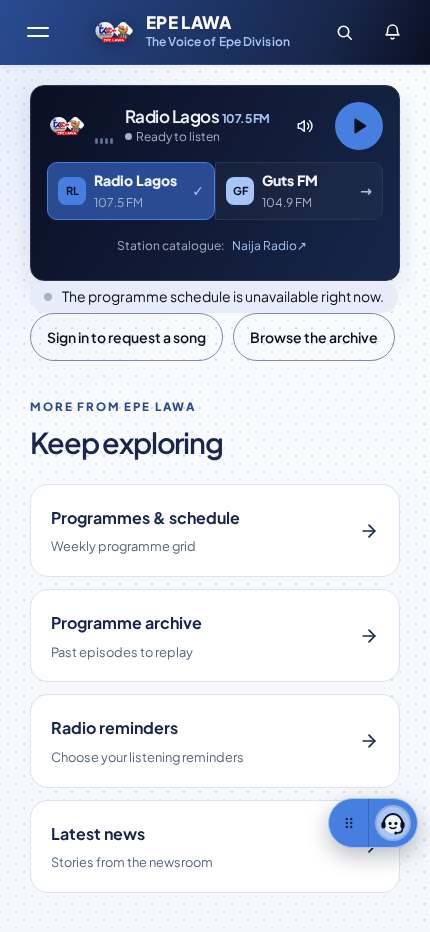 EPE LAWA
The Voice of Epe Division
Radio Lagos 107.5 FM
Ready to listen
RL Radio Lagos ✓
107.5 FM
GF Guts FM →
104.9 FM
Station catalogue: Naija Radio↗
The programme schedule is unavailable right now.
Sign in to request a song
Browse the archive
MORE FROM EPE LAWA
Keep exploring
Programmes & schedule
Weekly programme grid
Programme archive
Past episodes to replay
Radio reminders
Choose your listening reminders
Latest news
Stories from the newsroom